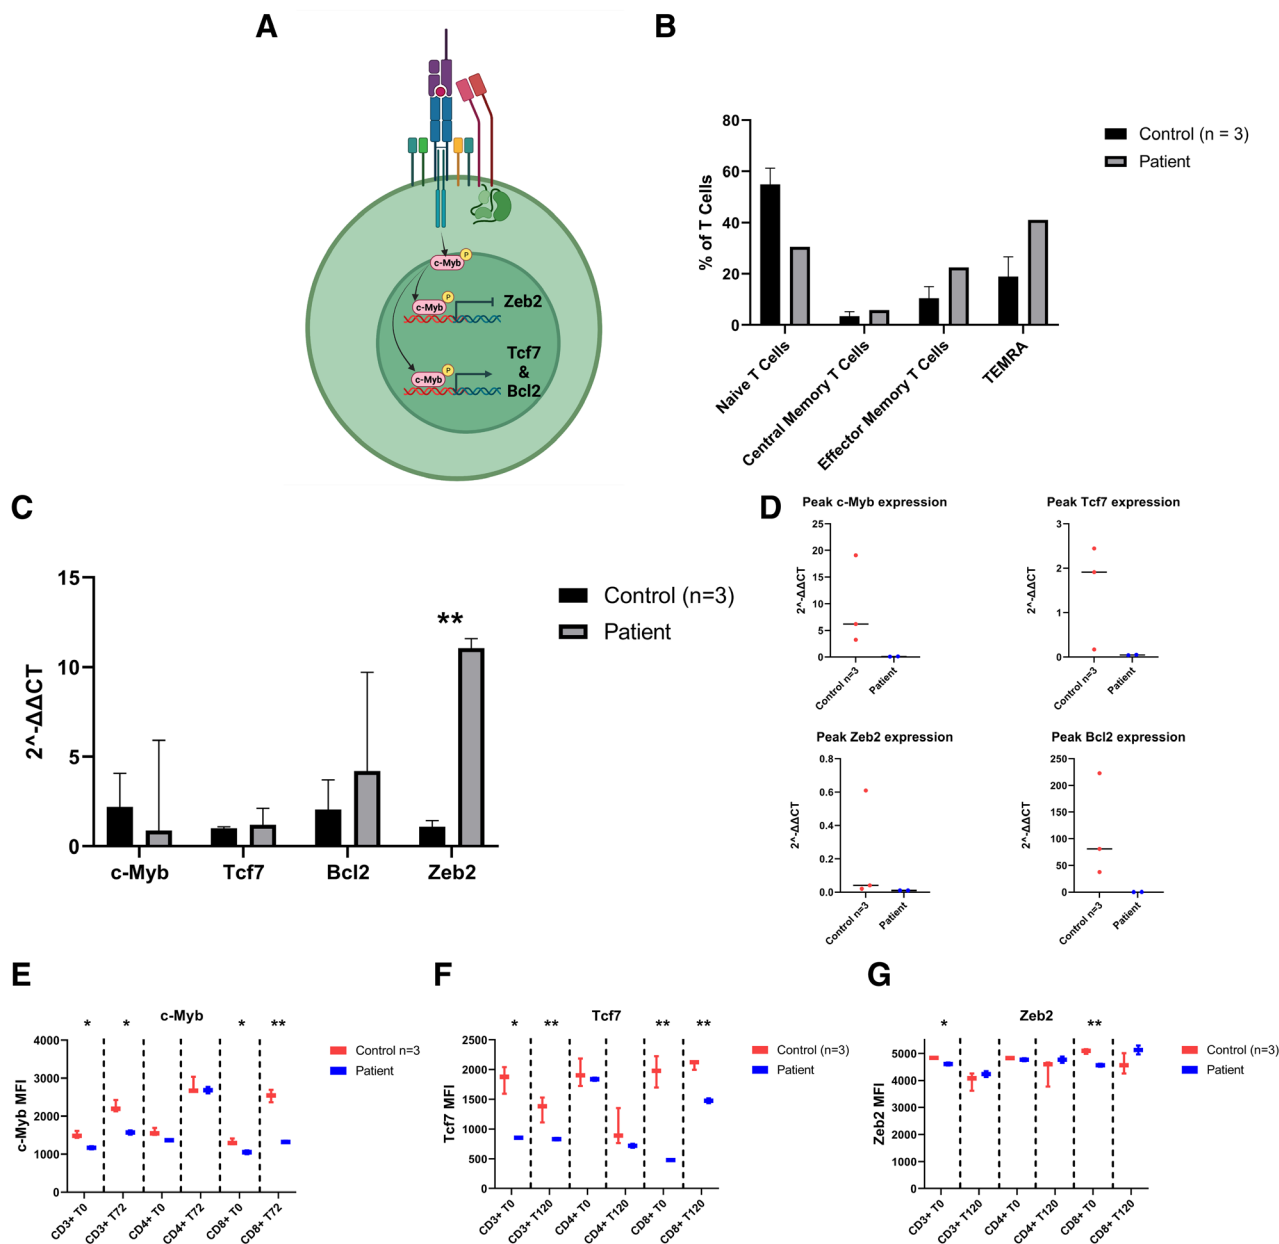 A
c-Myb
P
c-Myb
P
Zeb2
c-Myb
P
Tcf7
&
Bcl2
B
80
60
40
20
0
% of T Cells
Naive T Cells
Central Memory T Cells
Effector Memory T Cells
TEMRA
Control (n = 3)
Patient
C
15
10
5
0
2^-ΔΔCT
**
c-Myb
Tcf7
Bcl2
Zeb2
Control (n=3)
Patient
D
Peak c-Myb expression
25
20
15
10
5
0
2^-ΔΔCT
Control n=3
Patient
Peak Tcf7 expression
3
2
1
0
2^-ΔΔCT
Control n=3
Patient
Peak Zeb2 expression
0.8
0.6
0.4
0.2
0.0
2^-ΔΔCT
Control n=3
Patient
Peak Bcl2 expression
250
200
150
100
50
0
2^-ΔΔCT
Control n=3
Patient
E
c-Myb
* * * **
4000
3000
2000
1000
0
c-Myb MFI
CD3+ T0
CD3+ T72
CD4+ T0
CD4+ T72
CD8+ T0
CD8+ T72
Control n=3
Patient
F
Tcf7
* ** ** **
2500
2000
1500
1000
500
0
Tcf7 MFI
CD3+ T0
CD3+ T120
CD4+ T0
CD4+ T120
CD8+ T0
CD8+ T120
Control (n=3)
Patient
G
Zeb2
* **
5000
4000
3000
2000
1000
0
Zeb2 MFI
CD3+ T0
CD3+ T120
CD4+ T0
CD4+ T120
CD8+ T0
CD8+ T120
Control (n=3)
Patient